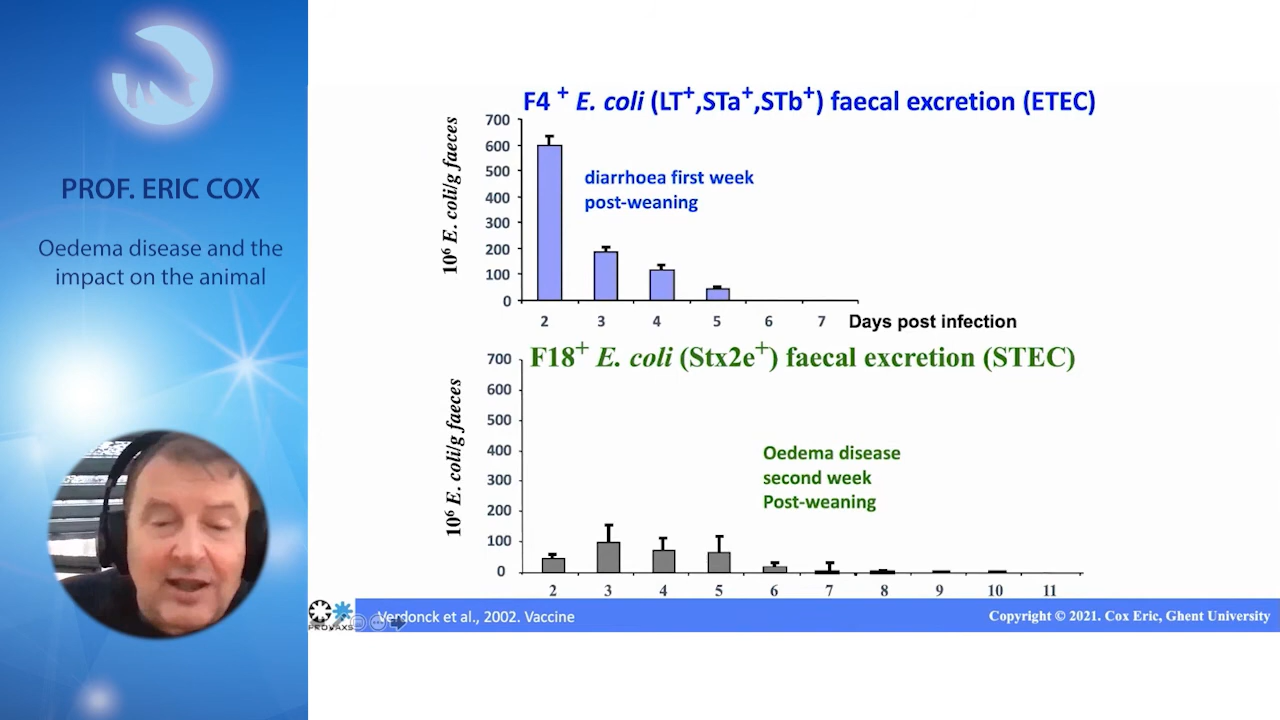 PROF. ERIC COX
Oedema disease and the
impact on the animal
F4 + E. coli (LT+,STa+,STb+) faecal excretion (ETEC)
10⁶ E. coli/g faeces
700
600
500
400
300
200
100
0
diarrhoea first week
post-weaning
2 3 4 5 6 7 Days post infection
F18+ E. coli (Stx2e+) faecal excretion (STEC)
10⁶ E. coli/g faeces
700
600
500
400
300
200
100
0
Oedema disease
second week
Post-weaning
2 3 4 5 6 7 8 9 10 11
PROVAXS
Verdonck et al., 2002. Vaccine
Copyright © 2021. Cox Eric, Ghent University